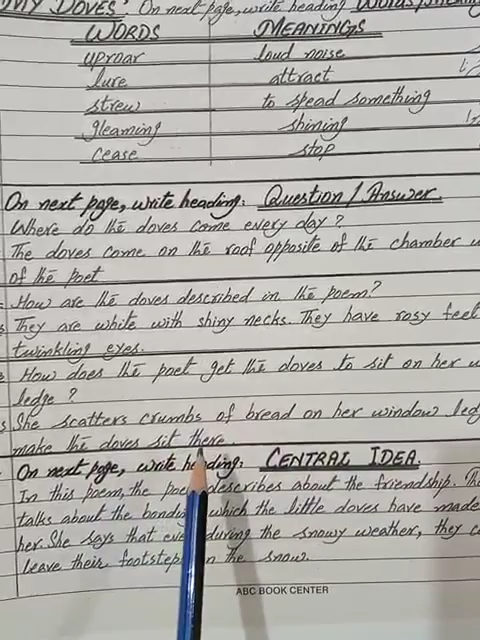 MY DOVES: On next page, write heading Words/Meanings
WORDS MEANINGS
uproar loud noise
lure attract
strew to spead something
gleaming shining
cease stop
On next page, write heading: Question / Answer.
Where do the doves come every day?
The doves come on the roof opposite of the chamber
of the poet
How are the doves described in the poem?
They are white with shiny necks. They have rosy feet
twinkling eyes.
How does the poet get the doves to sit on her
ledge?
She scatters crumbs of bread on her window
make the doves sit there.
On next page, write heading: CENTRAL IDEA.
In this poem, the poet describes about the friendship.
talks about the bonding which the little doves have made
her. She says that even during the snowy weather, they
leave their footsteps in the snow.
ABC BOOK CENTER